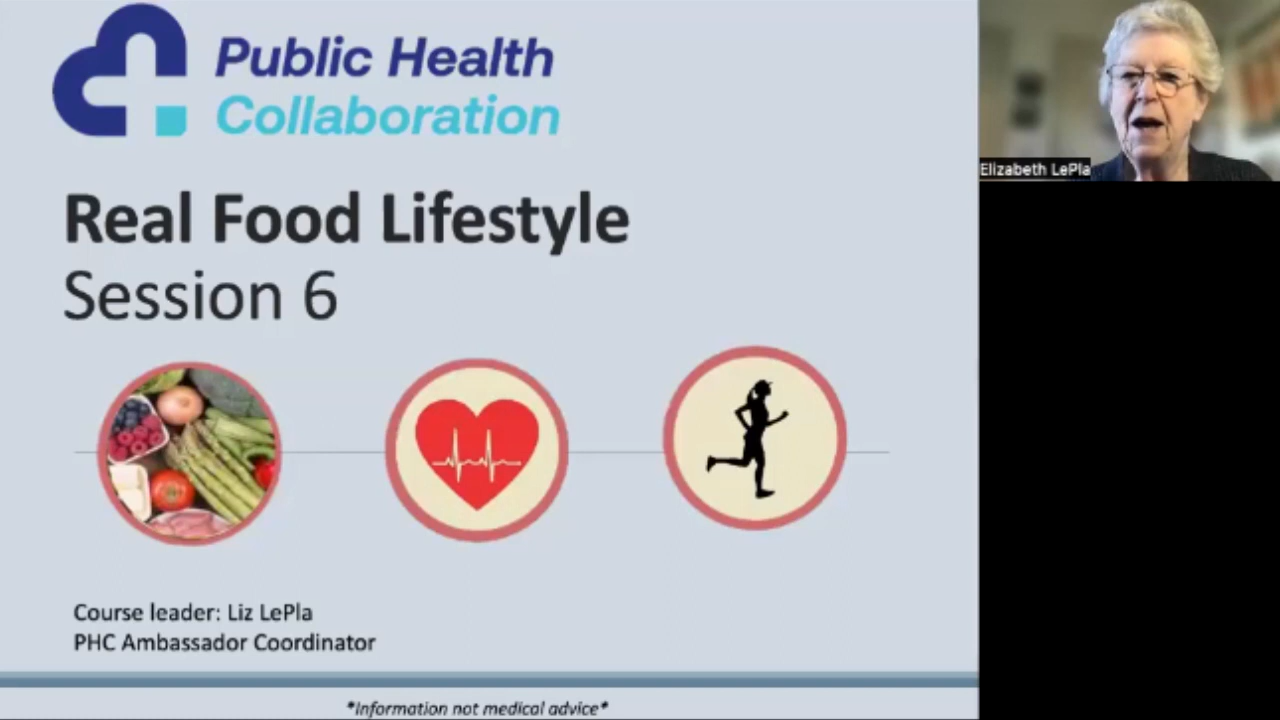 Public Health
Collaboration
Real Food Lifestyle
Session 6
Course leader: Liz LePla
PHC Ambassador Coordinator
*Information not medical advice*
Elizabeth LePla